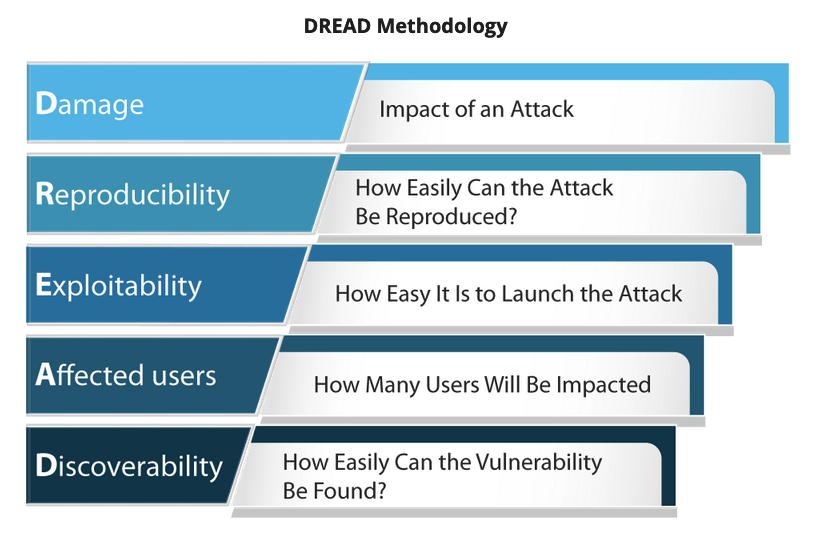 DREAD Methodology
Damage
Impact of an Attack
Reproducibility
How Easily Can the Attack
Be Reproduced?
Exploitability
How Easy It Is to Launch the Attack
Affected users
How Many Users Will Be Impacted
Discoverability
How Easily Can the Vulnerability
Be Found?